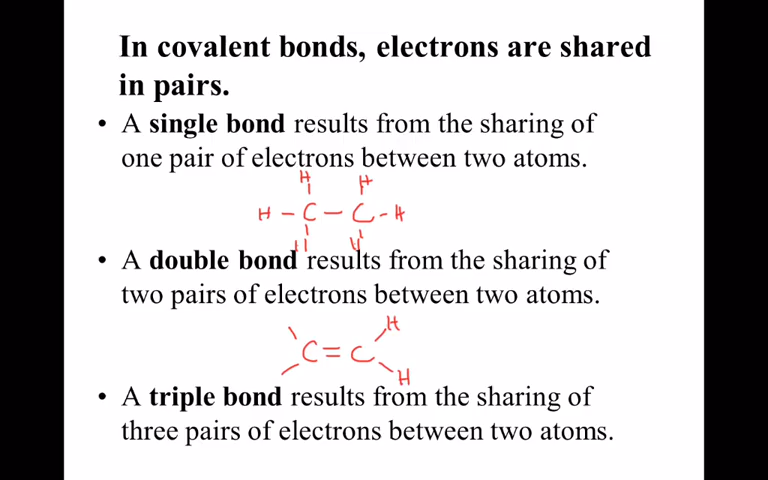 In covalent bonds, electrons are shared
in pairs.
• A single bond results from the sharing of
one pair of electrons between two atoms.
H H
H - C - C - H
H H
• A double bond results from the sharing of
two pairs of electrons between two atoms.
H
C = C
H
• A triple bond results from the sharing of
three pairs of electrons between two atoms.